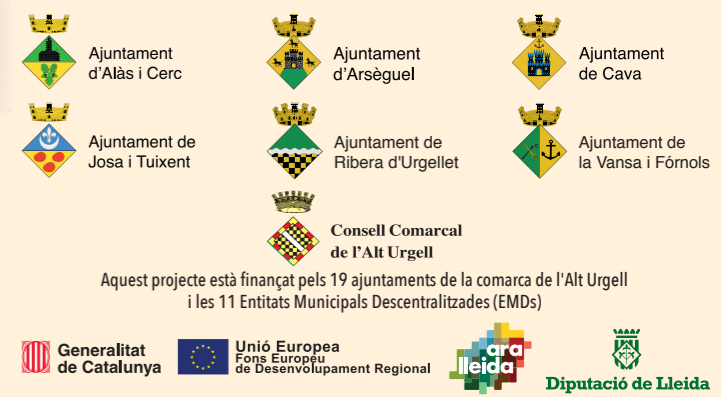 Ajuntament
d'Alàs i Cerc
Ajuntament
d'Arsèguel
Ajuntament
de Cava
Ajuntament de
Josa i Tuixent
Ajuntament de
Ribera d'Urgellet
Ajuntament de
la Vansa i Fórnols
Consell Comarcal
de l'Alt Urgell
Aquest projecte està finançat pels 19 ajuntaments de la comarca de l'Alt Urgell
i les 11 Entitats Municipals Descentralitzades (EMDs)
Generalitat
de Catalunya
Unió Europea
Fons Europeu
de Desenvolupament Regional
ara
lleida
Diputació de Lleida